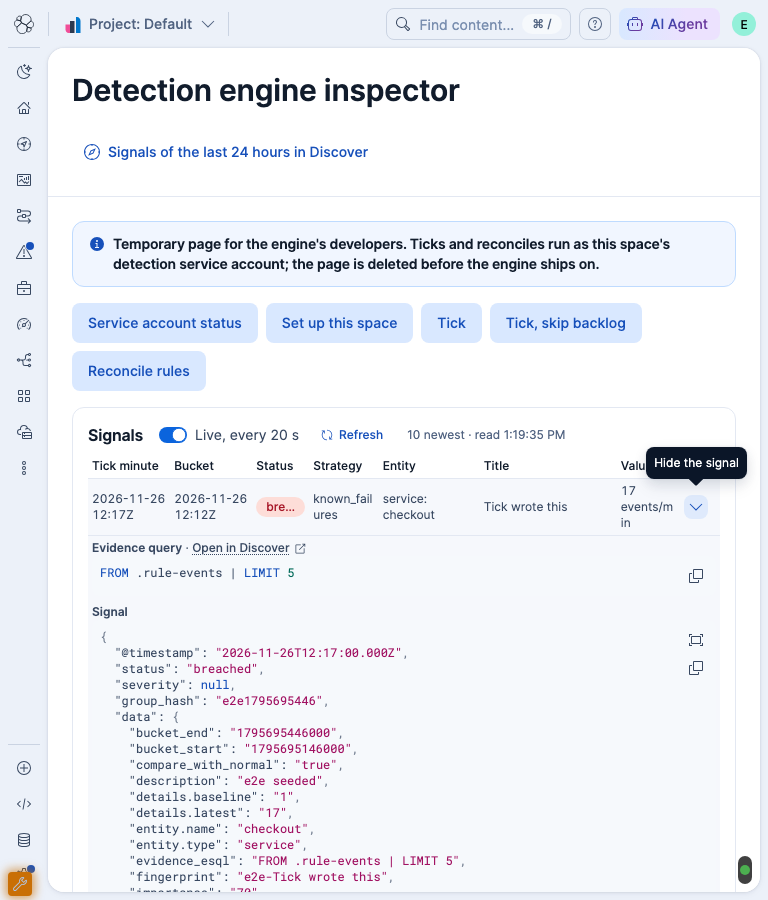 Project: Default
Find content...
⌘ /
AI Agent
E
Detection engine inspector
Signals of the last 24 hours in Discover
Temporary page for the engine's developers. Ticks and reconciles run as this space's
detection service account; the page is deleted before the engine ships on.
Service account status
Set up this space
Tick
Tick, skip backlog
Reconcile rules
Signals
Live, every 20 s
Refresh
10 newest · read 1:19:35 PM
Hide the signal
Tick minute Bucket Status Strategy Entity Title
2026-11-26
12:17Z
2026-11-26
12:12Z
bre...
known_fail
ures
service:
checkout
Tick wrote this
17
events/m
in
Evidence query · Open in Discover
FROM .rule-events | LIMIT 5
Signal
{
"@timestamp": "2026-11-26T12:17:00.000Z",
"status": "breached",
"severity": null,
"group_hash": "e2e1795695446",
"data": {
"bucket_end": "1795695446000",
"bucket_start": "1795695146000",
"compare_with_normal": "true",
"description": "e2e seeded",
"details.baseline": "1",
"details.latest": "17",
"entity.name": "checkout",
"entity.type": "service",
"evidence_esql": "FROM .rule-events | LIMIT 5",
"fingerprint": "e2e-Tick wrote this",